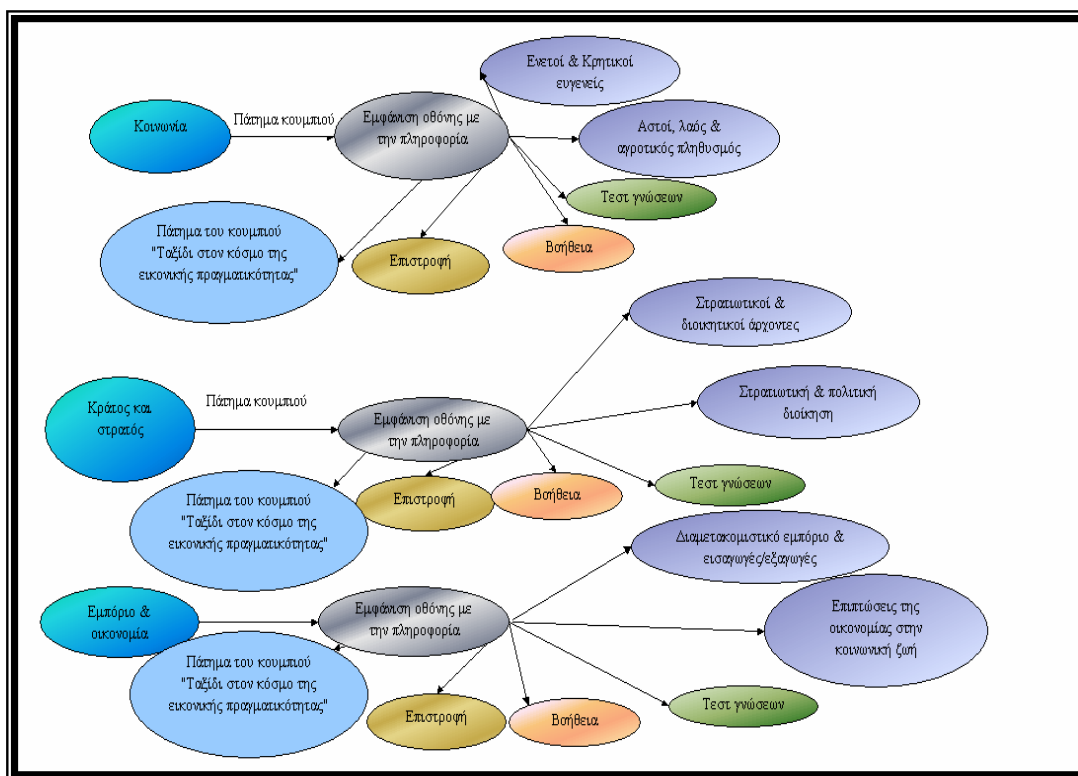 Ενετοί & Κρητικοί
ευγενείς
Κοινωνία
Πάτημα κουμπιού
Εμφάνιση οθόνης με
την πληροφορία
Αστοί, λαός &
αγροτικός πληθυσμός
Τεστ γνώσεων
Πάτημα του κουμπιού
"Ταξίδι στον κόσμο της
εικονικής πραγματικότητας"
Επιστροφή
Βοήθεια
Στρατιωτικοί &
διοικητικοί άρχοντες
Κράτος και
στρατός
Πάτημα κουμπιού
Εμφάνιση οθόνης με
την πληροφορία
Στρατιωτική & πολιτική
διοίκηση
Πάτημα του κουμπιού
"Ταξίδι στον κόσμο της
εικονικής πραγματικότητας"
Επιστροφή
Βοήθεια
Τεστ γνώσεων
Διαμετακομιστικό εμπόριο &
εισαγωγές/εξαγωγές
Εμπόριο &
οικονομία
Εμφάνιση οθόνης με
την πληροφορία
Επιπτώσεις της
οικονομίας στην
κοινωνική ζωή
Πάτημα του κουμπιού
"Ταξίδι στον κόσμο της
εικονικής πραγματικότητας"
Επιστροφή
Βοήθεια
Τεστ γνώσεων